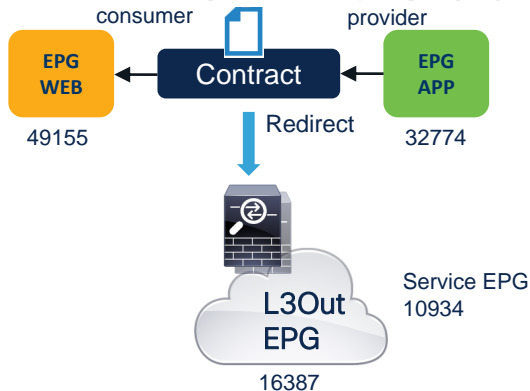 consumer
provider
EPG
WEB
Contract
EPG
APP
49155
Redirect
32774
L3Out
EPG
Service EPG
10934
16387